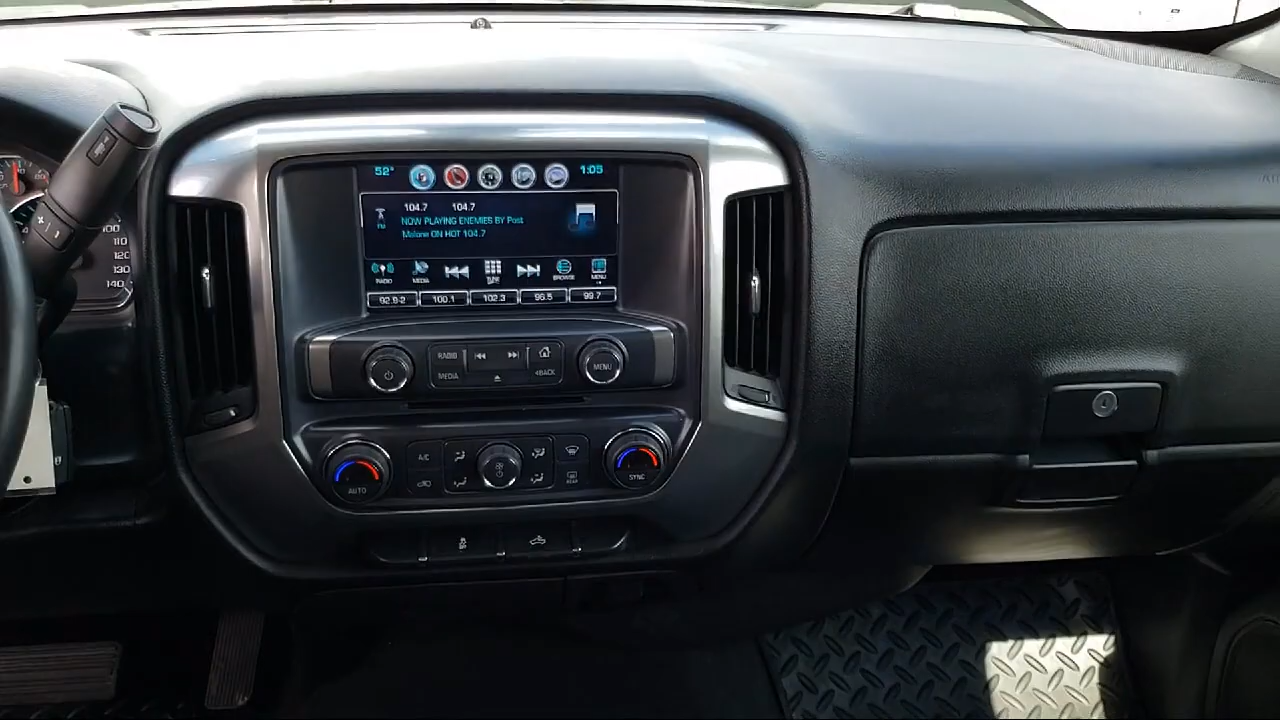 52° 1:05
104.7 104.7
NOW PLAYING ENEMIES BY Post
Malone ON HOT 104.7
RADIO MEDIA TUNE BROWSE MENU
92.9-2 100.1 102.3 96.5 99.7
RADIO
MEDIA
BACK
MENU
A/C
AUTO
REAR
SYNC
100
110
120
130
140